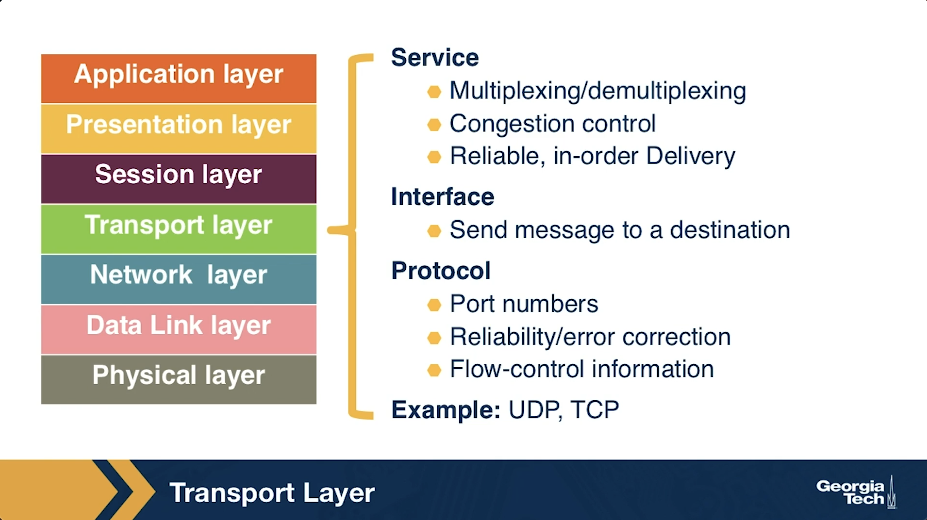 Application layer
Presentation layer
Session layer
Transport layer
Network layer
Data Link layer
Physical layer
Service
Multiplexing/demultiplexing
Congestion control
Reliable, in-order Delivery
Interface
Send message to a destination
Protocol
Port numbers
Reliability/error correction
Flow-control information
Example: UDP, TCP
Transport Layer
Georgia
Tech